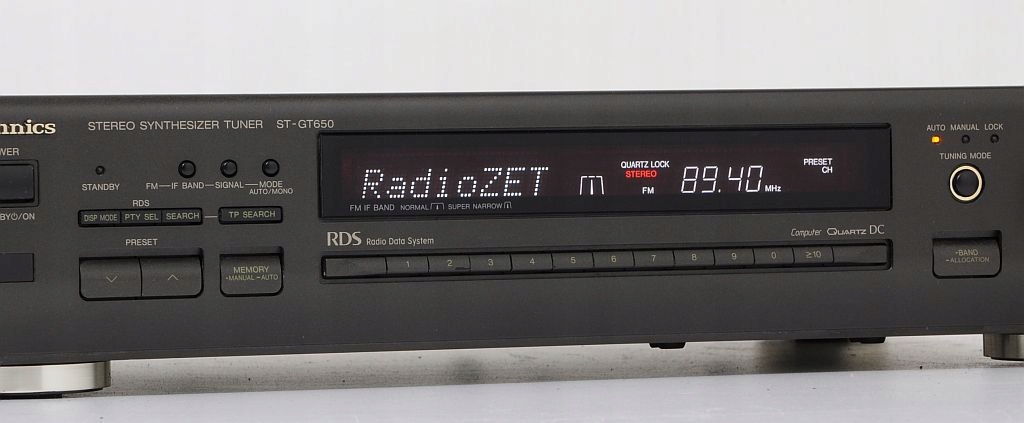 hnics
STEREO SYNTHESIZER TUNER ST-GT650
WER
STANDBY
FM—IF BAND—SIGNAL—MODE
AUTO/MONO
BY⏻/ON
RDS
DISP MODE PTY SEL SEARCH TP SEARCH
PRESET
MEMORY
•MANUAL –AUTO
RadioZET
QUARTZ LOCK
STEREO
FM
89.40 MHz
PRESET
CH
FM IF BAND NORMAL SUPER NARROW
RDS Radio Data System
Computer QUARTZ DC
1 2 3 4 5 6 7 8 9 0 ≥10
AUTO MANUAL LOCK
TUNING MODE
•BAND
–ALLOCATION